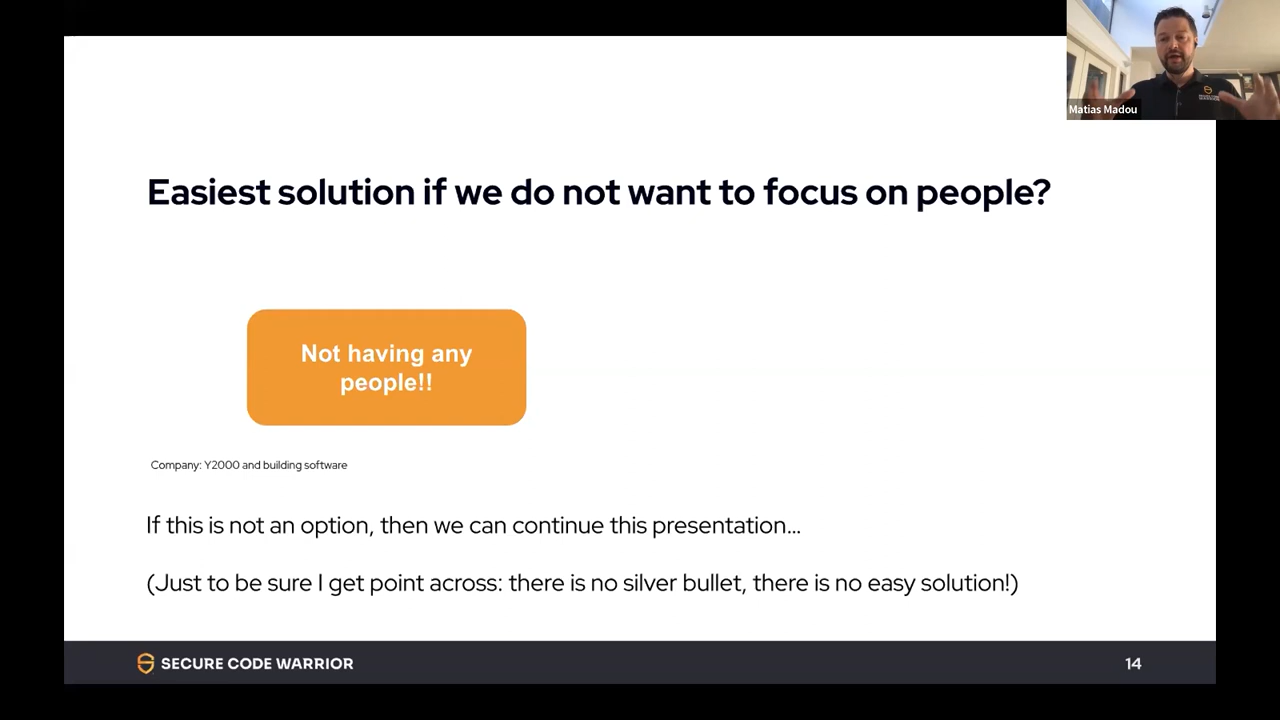 Matias Madou
Easiest solution if we do not want to focus on people?
Not having any
people!!
Company: Y2000 and building software
If this is not an option, then we can continue this presentation...
(Just to be sure I get point across: there is no silver bullet, there is no easy solution!)
SECURE CODE WARRIOR
14